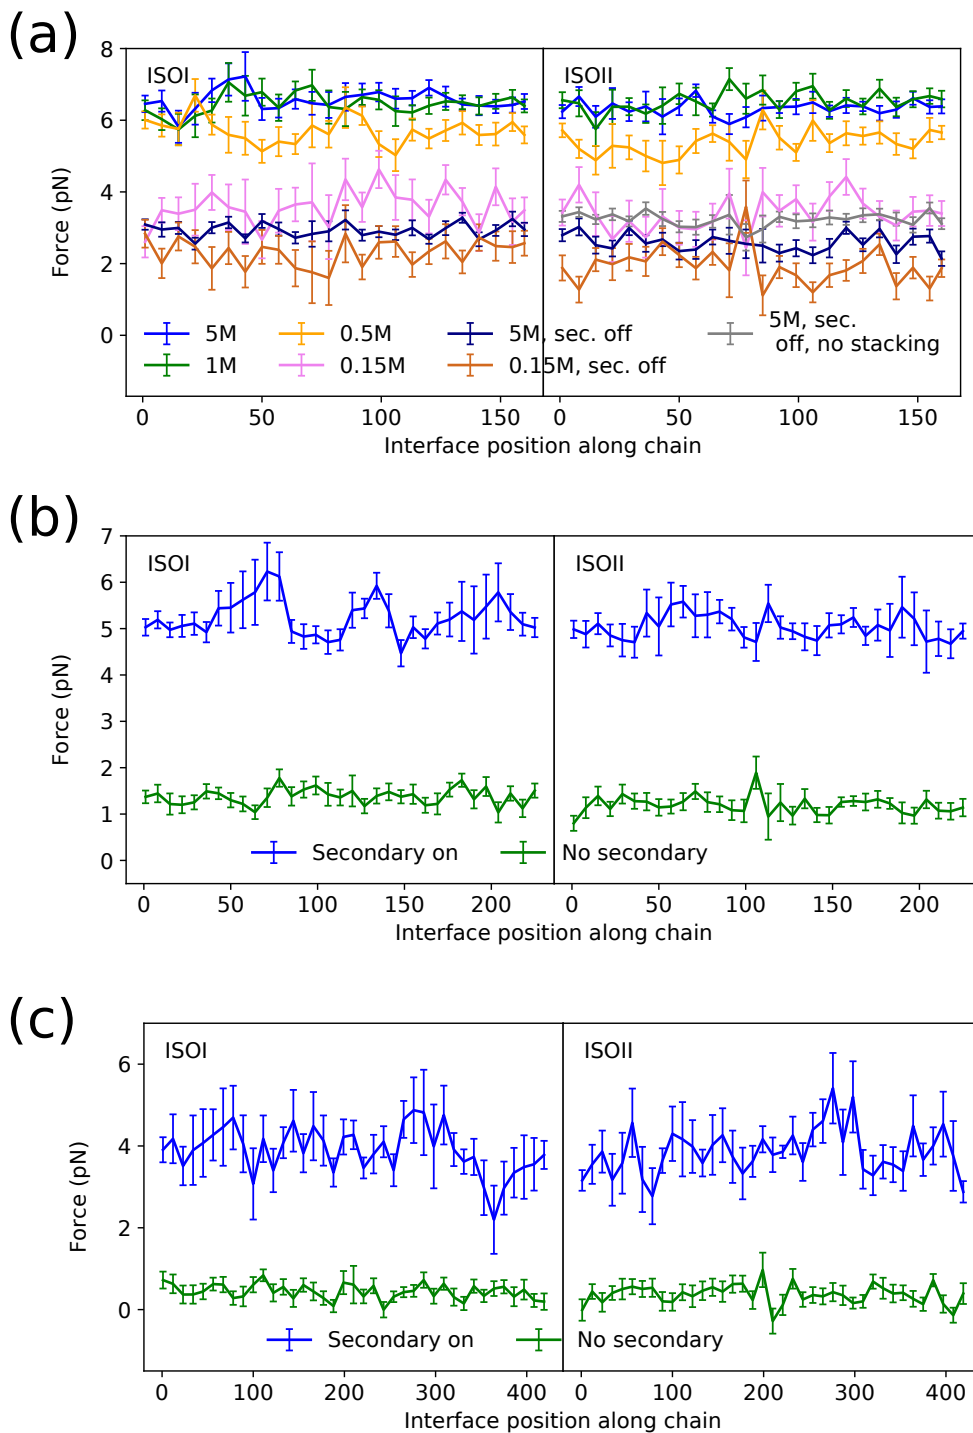 (a)
ISOI
ISOII
8
6
4
2
0
Force (pN)
5M
0.5M
5M, sec. off
5M, sec.
off, no stacking
1M
0.15M
0.15M, sec. off
0 50 100 150 0 50 100 150
Interface position along chain
(b)
ISOI
ISOII
7
6
5
4
3
2
1
0
Force (pN)
Secondary on
No secondary
0 50 100 150 200 0 50 100 150 200
Interface position along chain
(c)
ISOI
ISOII
6
4
2
0
Force (pN)
Secondary on
No secondary
0 100 200 300 400 0 100 200 300 400
Interface position along chain